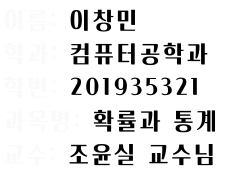 이름: 이창민
학과: 컴퓨터공학과
학번: 201935321
과목명: 확률과 통계
교수: 조윤실 교수님